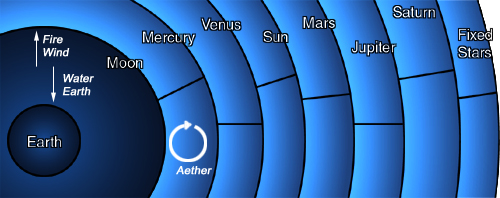 Fire
Wind
Water
Earth
Earth
Moon
Mercury
Aether
Venus
Sun
Mars
Jupiter
Saturn
Fixed
Stars